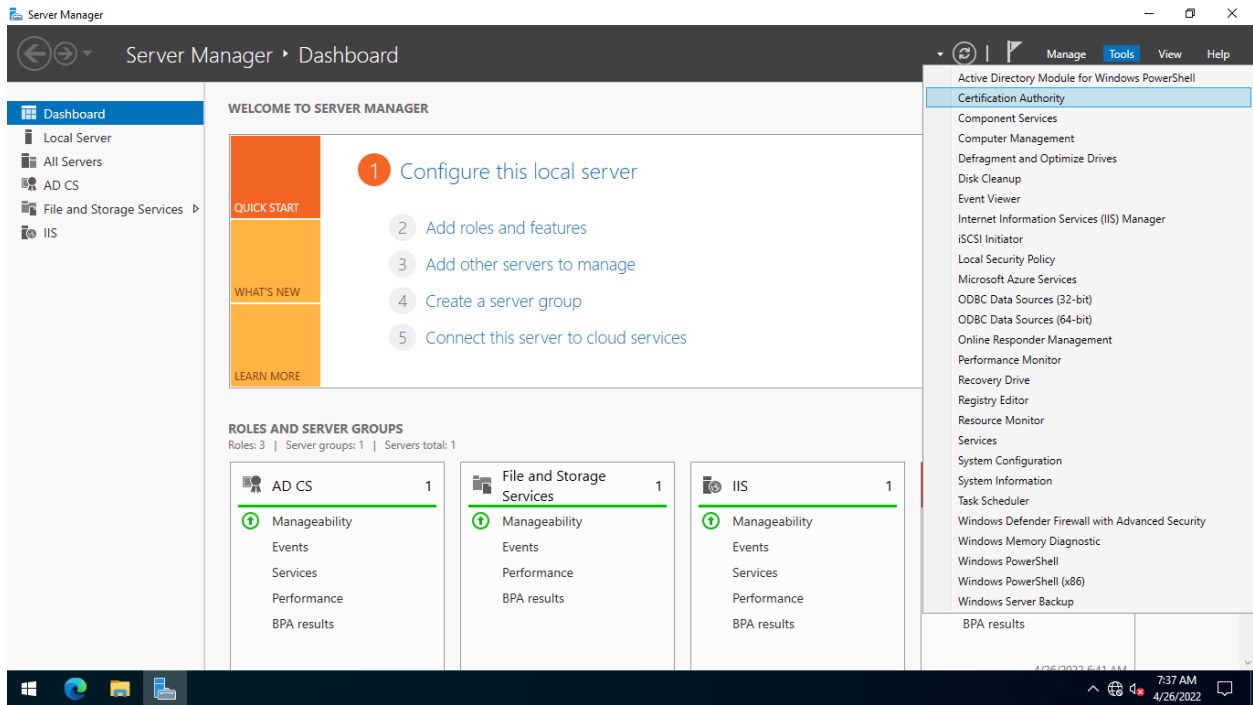 Server Manager
Server Manager ‣ Dashboard
Manage
Tools
View
Help
Dashboard
Local Server
All Servers
AD CS
File and Storage Services
IIS
WELCOME TO SERVER MANAGER
QUICK START
WHAT'S NEW
LEARN MORE
1 Configure this local server
2 Add roles and features
3 Add other servers to manage
4 Create a server group
5 Connect this server to cloud services
ROLES AND SERVER GROUPS
Roles: 3 | Server groups: 1 | Servers total: 1
AD CS 1
Manageability
Events
Services
Performance
BPA results
File and Storage
Services 1
Manageability
Events
Performance
BPA results
IIS 1
Manageability
Events
Services
Performance
BPA results
Active Directory Module for Windows PowerShell
Certification Authority
Component Services
Computer Management
Defragment and Optimize Drives
Disk Cleanup
Event Viewer
Internet Information Services (IIS) Manager
iSCSI Initiator
Local Security Policy
Microsoft Azure Services
ODBC Data Sources (32-bit)
ODBC Data Sources (64-bit)
Online Responder Management
Performance Monitor
Recovery Drive
Registry Editor
Resource Monitor
Services
System Configuration
System Information
Task Scheduler
Windows Defender Firewall with Advanced Security
Windows Memory Diagnostic
Windows PowerShell
Windows PowerShell (x86)
Windows Server Backup
BPA results
4/26/2022 6:41 AM
7:37 AM
4/26/2022